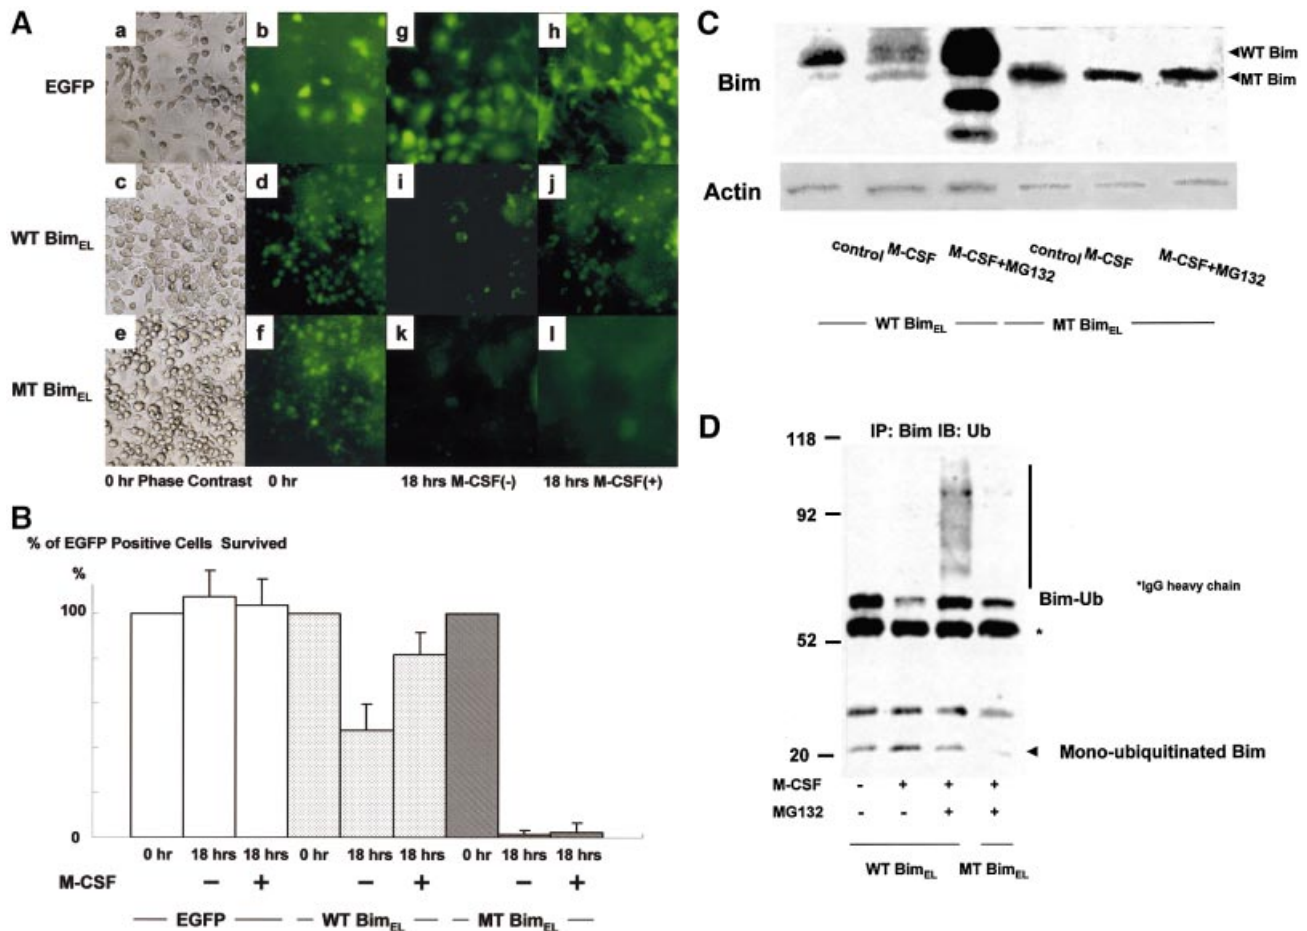 A
a
b
g
h
EGFP
c
d
i
j
WT BimEL
e
f
k
l
MT BimEL
0 hr Phase Contrast
0 hr
18 hrs M-CSF(-)
18 hrs M-CSF(+)
B
% of EGFP Positive Cells Survived
%
100
0
0 hr 18 hrs 18 hrs 0 hr 18 hrs 18 hrs 0 hr 18 hrs 18 hrs
M-CSF − + − + − +
EGFP
WT BimEL
MT BimEL
C
Bim
WT Bim
MT Bim
Actin
control M-CSF M-CSF+MG132 control M-CSF M-CSF+MG132
WT BimEL
MT BimEL
D
IP: Bim IB: Ub
118
92
52
20
Bim-Ub
*IgG heavy chain
*
Mono-ubiquitinated Bim
M-CSF - + + +
MG132 - - + +
WT BimEL
MT BimEL